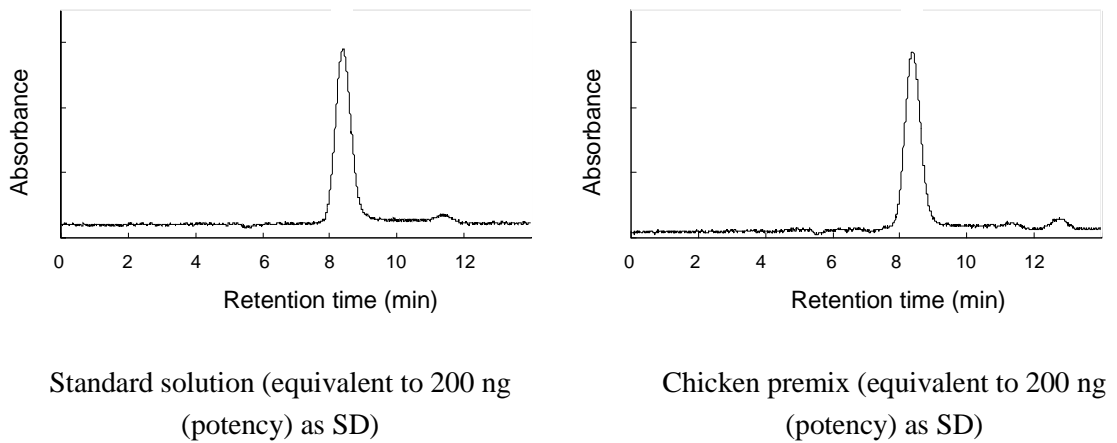 Absorbance
0 2 4 6 8 10 12
Retention time (min)
Standard solution (equivalent to 200 ng
(potency) as SD)
Absorbance
0 2 4 6 8 10 12
Retention time (min)
Chicken premix (equivalent to 200 ng
(potency) as SD)